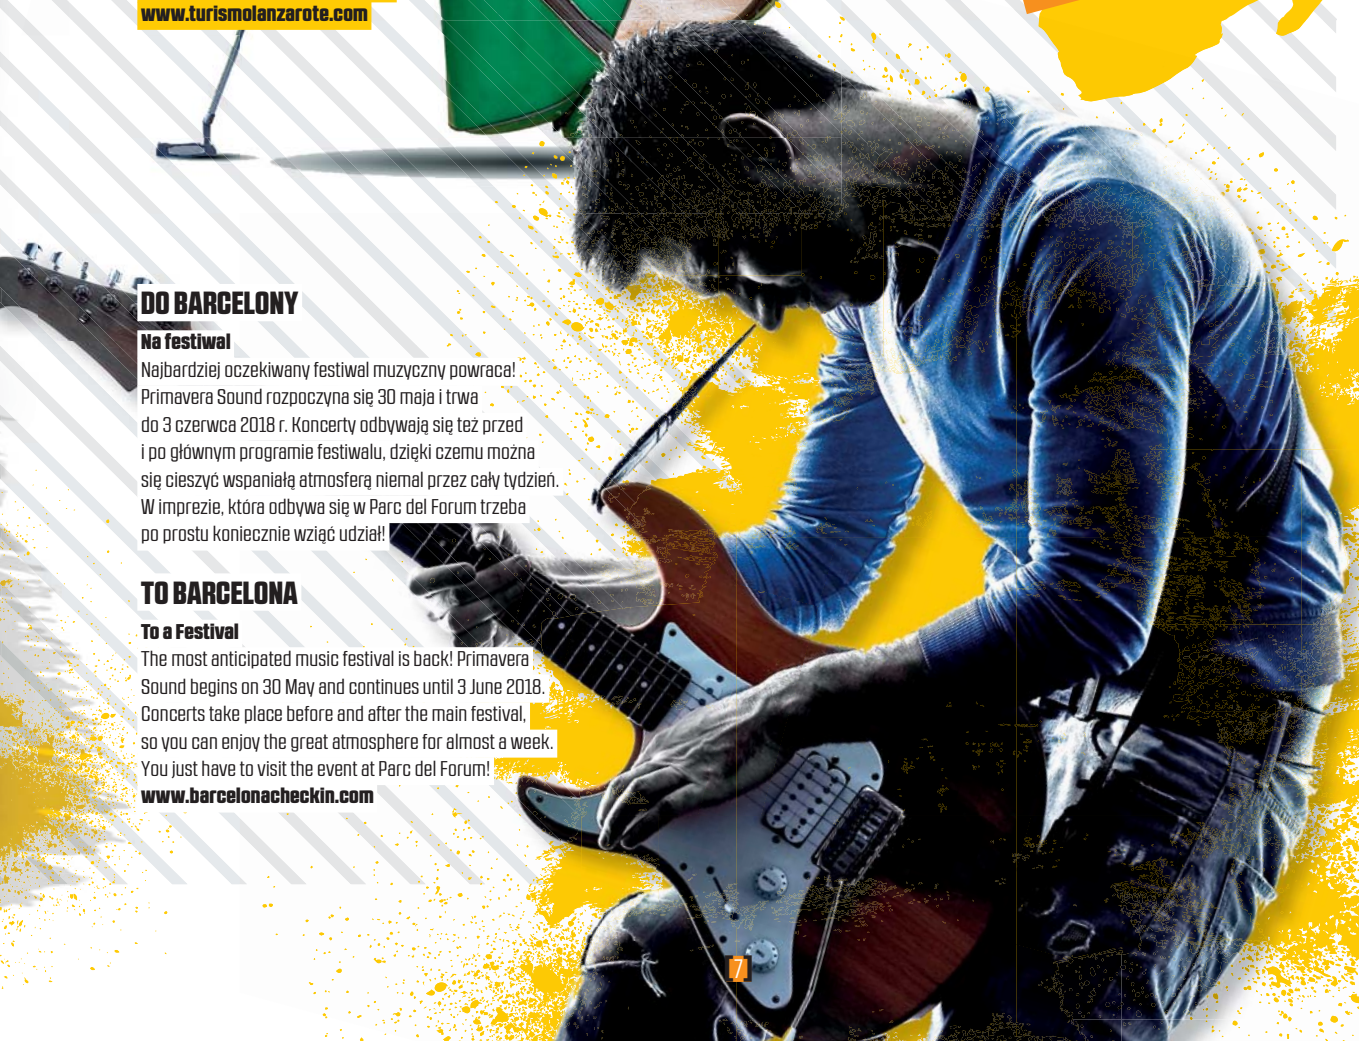 www.turismolanzarote.com
DO BARCELONY
Na festiwal
Najbardziej oczekiwany festiwal muzyczny powraca!
Primavera Sound rozpoczyna się 30 maja i trwa
do 3 czerwca 2018 r. Koncerty odbywają się też przed
i po głównym programie festiwalu, dzięki czemu można
się cieszyć wspaniałą atmosferą niemal przez cały tydzień.
W imprezie, która odbywa się w Parc del Forum trzeba
po prostu koniecznie wziąć udział!
TO BARCELONA
To a Festival
The most anticipated music festival is back! Primavera
Sound begins on 30 May and continues until 3 June 2018.
Concerts take place before and after the main festival,
so you can enjoy the great atmosphere for almost a week.
You just have to visit the event at Parc del Forum!
www.barcelonacheckin.com
7